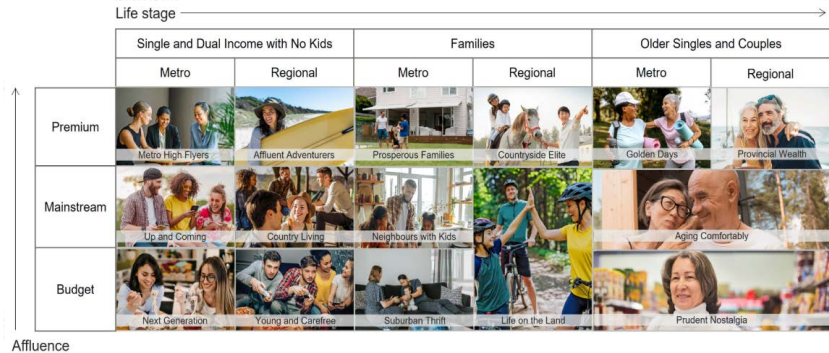 Life stage
Single and Dual Income with No Kids
Families
Older Singles and Couples
Metro
Regional
Metro
Regional
Metro
Regional
Premium
Metro High Flyers
Affluent Adventurers
Prosperous Families
Countryside Elite
Golden Days
Provincial Wealth
Mainstream
Up and Coming
Country Living
Neighbours with Kids
Aging Comfortably
Budget
Next Generation
Young and Carefree
Suburban Thrift
Life on the Land
Prudent Nostalgia
Affluence